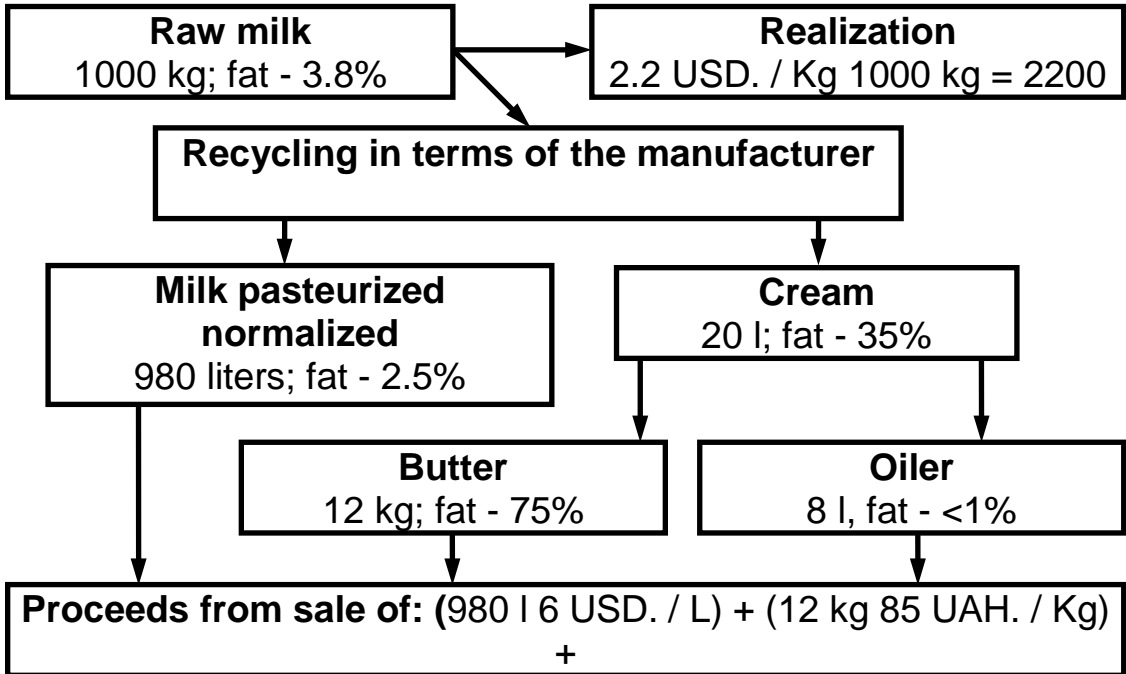 Raw milk
1000 kg; fat - 3.8%
Realization
2.2 USD. / Kg 1000 kg = 2200
Recycling in terms of the manufacturer
Milk pasteurized
normalized
980 liters; fat - 2.5%
Cream
20 l; fat - 35%
Butter
12 kg; fat - 75%
Oiler
8 l, fat - <1%
Proceeds from sale of: (980 l 6 USD. / L) + (12 kg 85 UAH. / Kg)
+